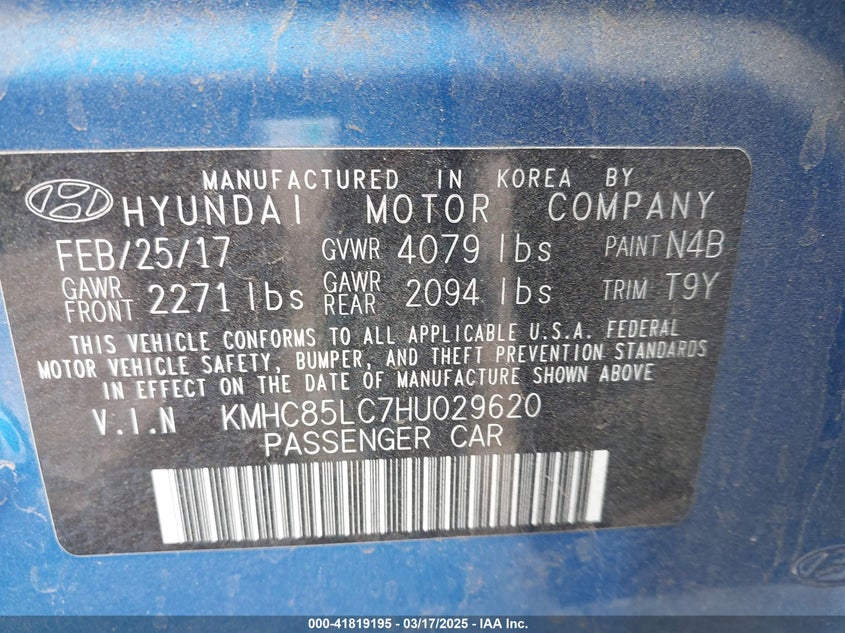 MANUFACTURED IN KOREA BY
HYUNDAI MOTOR COMPANY
FEB/25/17 GVWR 4079 lbs PAINT N4B
GAWR FRONT 2271 lbs GAWR REAR 2094 lbs TRIM T9Y
THIS VEHICLE CONFORMS TO ALL APPLICABLE U.S.A. FEDERAL
MOTOR VEHICLE SAFETY, BUMPER, AND THEFT PREVENTION STANDARDS
IN EFFECT ON THE DATE OF MANUFACTURE SHOWN ABOVE
V.I.N KMHC85LC7HU029620
PASSENGER CAR
000-41819195 - 03/17/2025 - IAA Inc.